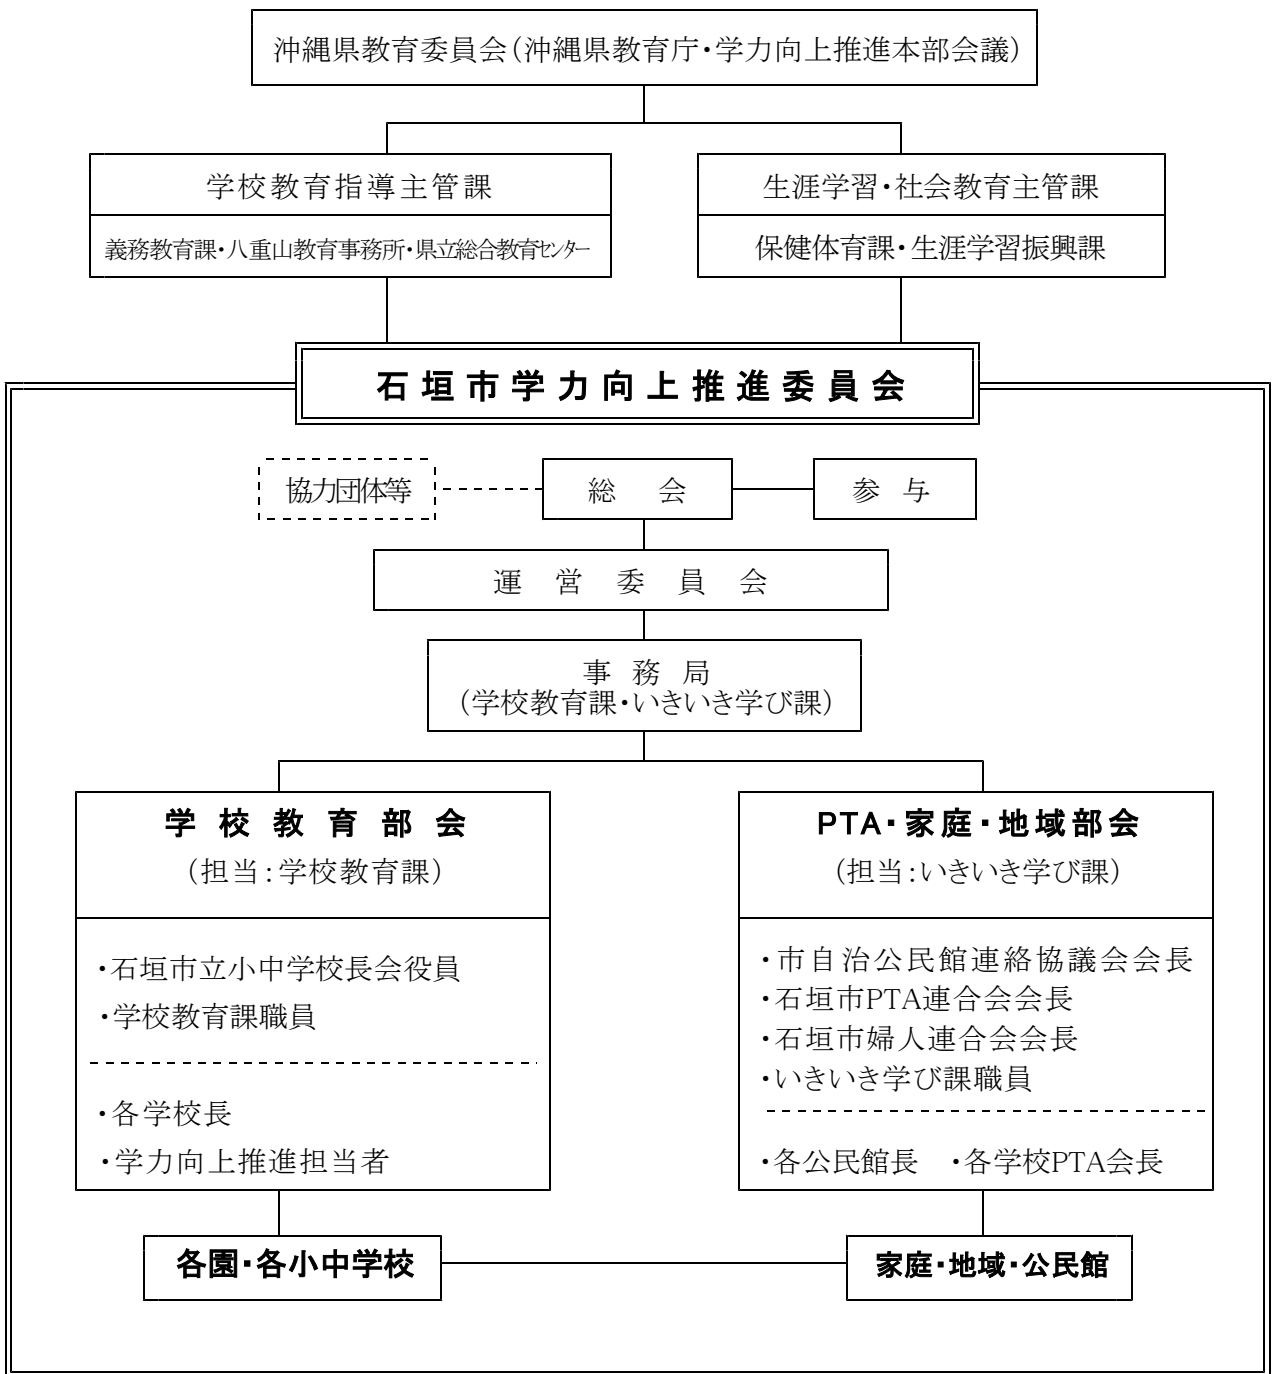 沖縄県教育委員会（沖縄県教育庁・学力向上推進本部会議）
学校教育指導主管課
義務教育課・八重山教育事務所・県立総合教育センター
生涯学習・社会教育主管課
保健体育課・生涯学習振興課
石垣市学力向上推進委員会
協力団体等
総　会
参　与
運　営　委　員　会
事　務　局
（学校教育課・いきいき学び課）
学校教育部会
（担当：学校教育課）
・石垣市立小中学校長会役員
・学校教育課職員
・各学校長
・学力向上推進担当者
PTA・家庭・地域部会
（担当：いきいき学び課）
・市自治公民館連絡協議会会長
・石垣市PTA連合会会長
・石垣市婦人連合会会長
・いきいき学び課職員
・各公民館長　・各学校PTA会長
各園・各小中学校
家庭・地域・公民館